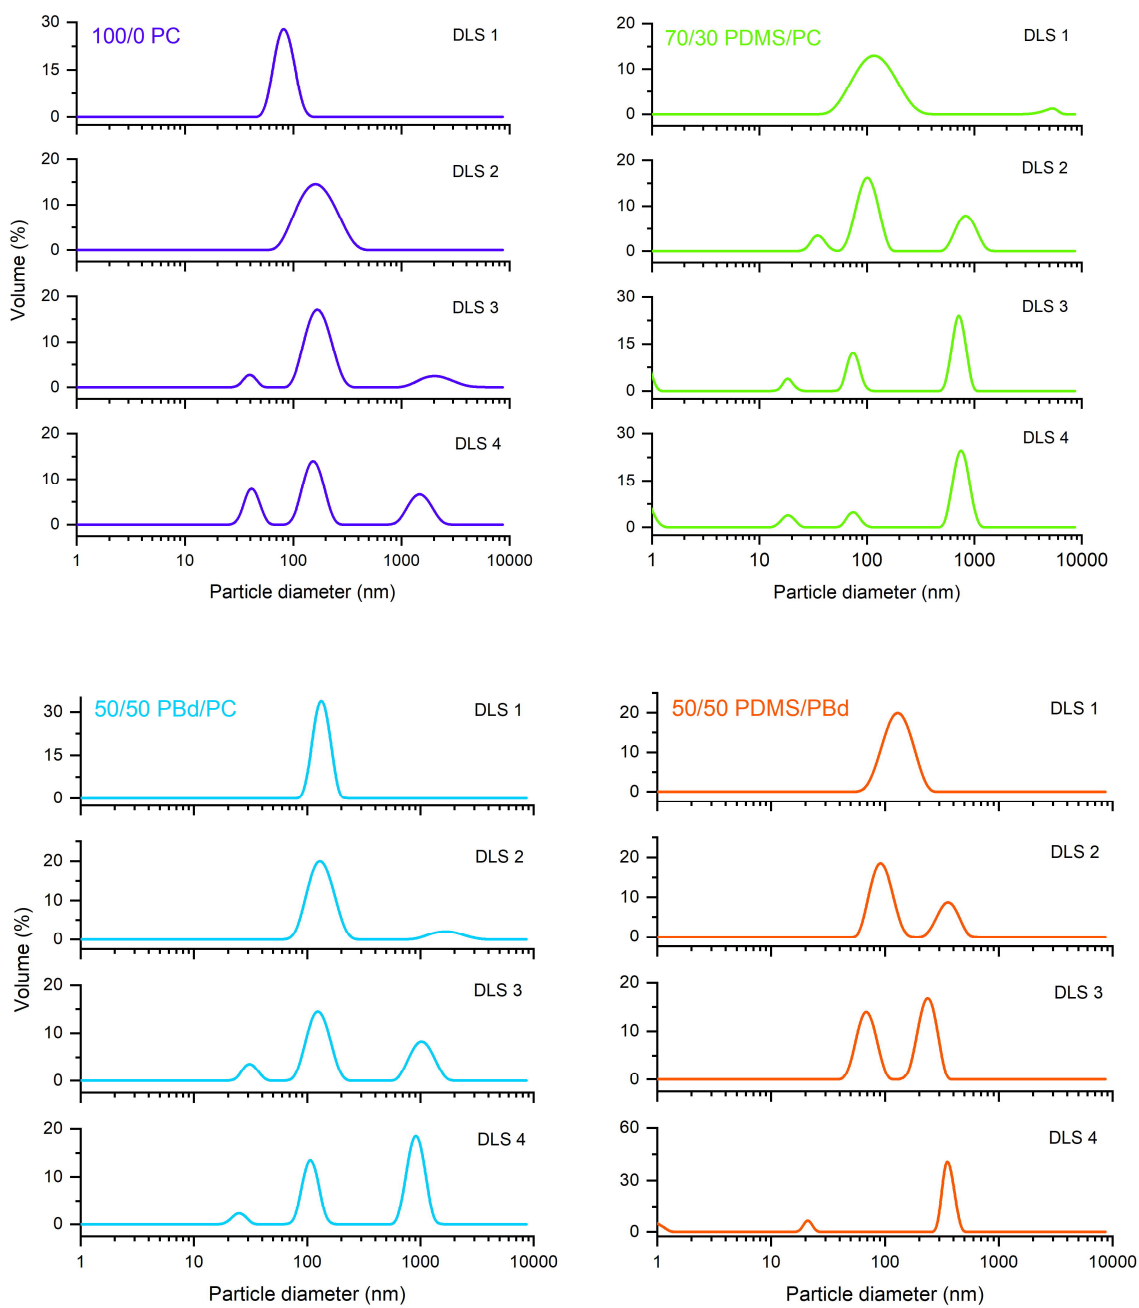 100/0 PC
DLS 1
30
15
0
DLS 2
20
10
0
DLS 3
20
10
0
DLS 4
20
10
0
1 10 100 1000 10000
Particle diameter (nm)
Volume (%)
70/30 PDMS/PC
DLS 1
20
10
0
DLS 2
20
10
0
DLS 3
30
15
0
DLS 4
30
15
0
1 10 100 1000 10000
Particle diameter (nm)
50/50 PBd/PC
DLS 1
30
15
0
DLS 2
20
10
0
DLS 3
20
10
0
DLS 4
20
10
0
1 10 100 1000 10000
Particle diameter (nm)
Volume (%)
50/50 PDMS/PBd
DLS 1
20
10
0
DLS 2
20
10
0
DLS 3
20
10
0
DLS 4
60
30
0
1 10 100 1000 10000
Particle diameter (nm)